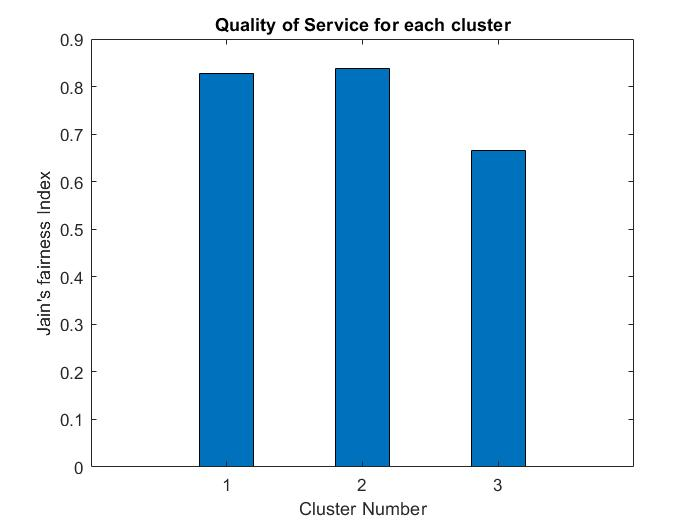 Quality of Service for each cluster
0.9
0.8
0.7
0.6
0.5
0.4
0.3
0.2
0.1
0
Jain's fairness Index
1 2 3
Cluster Number